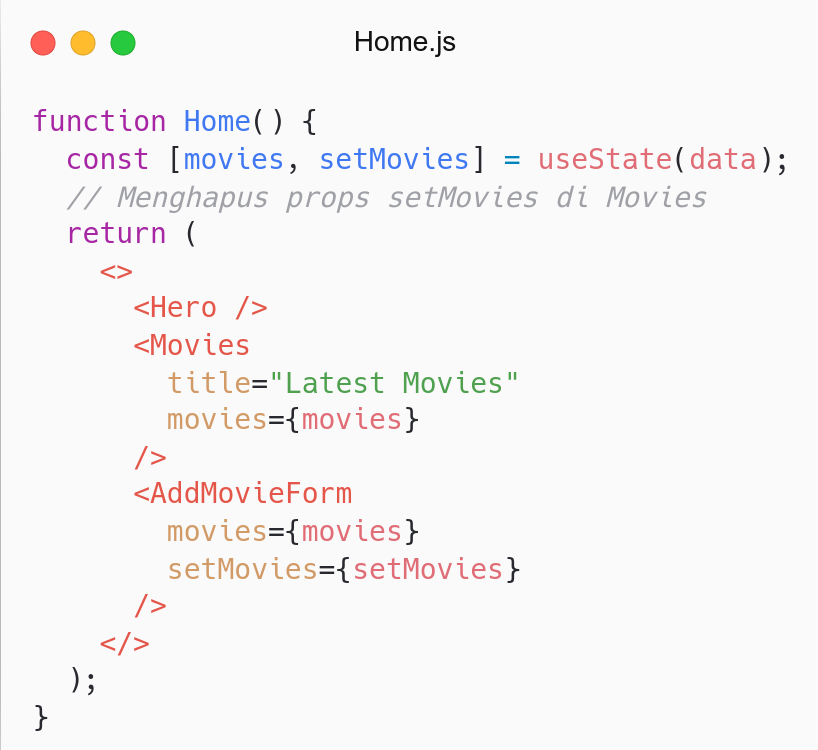 Home.js
function Home() {
  const [movies, setMovies] = useState(data);
  // Menghapus props setMovies di Movies
  return (
    <>
      <Hero />
      <Movies
        title="Latest Movies"
        movies={movies}
      />
      <AddMovieForm
        movies={movies}
        setMovies={setMovies}
      />
    </>
  );
}